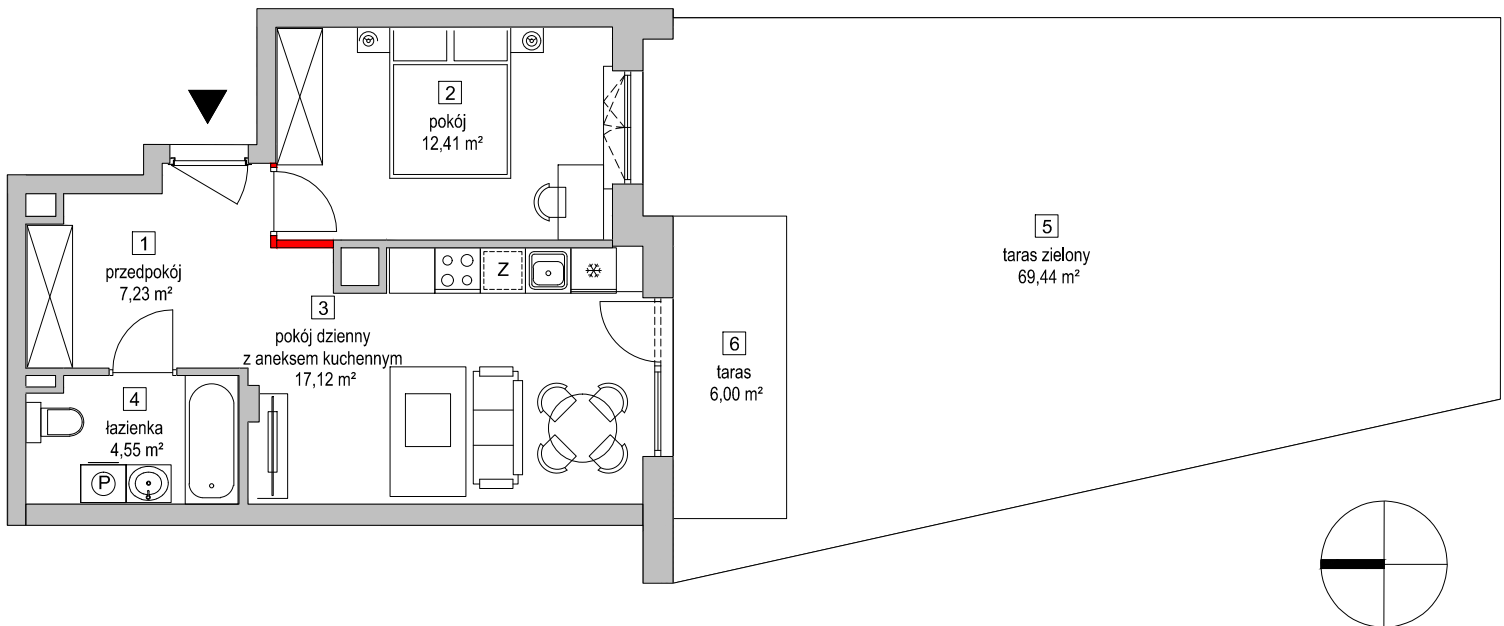 2
pokój
12,41 m²
1
przedpokój
7,23 m²
Z
3
pokój dzienny
z aneksem kuchennym
17,12 m²
4
łazienka
4,55 m²
P
5
taras zielony
69,44 m²
6
taras
6,00 m²